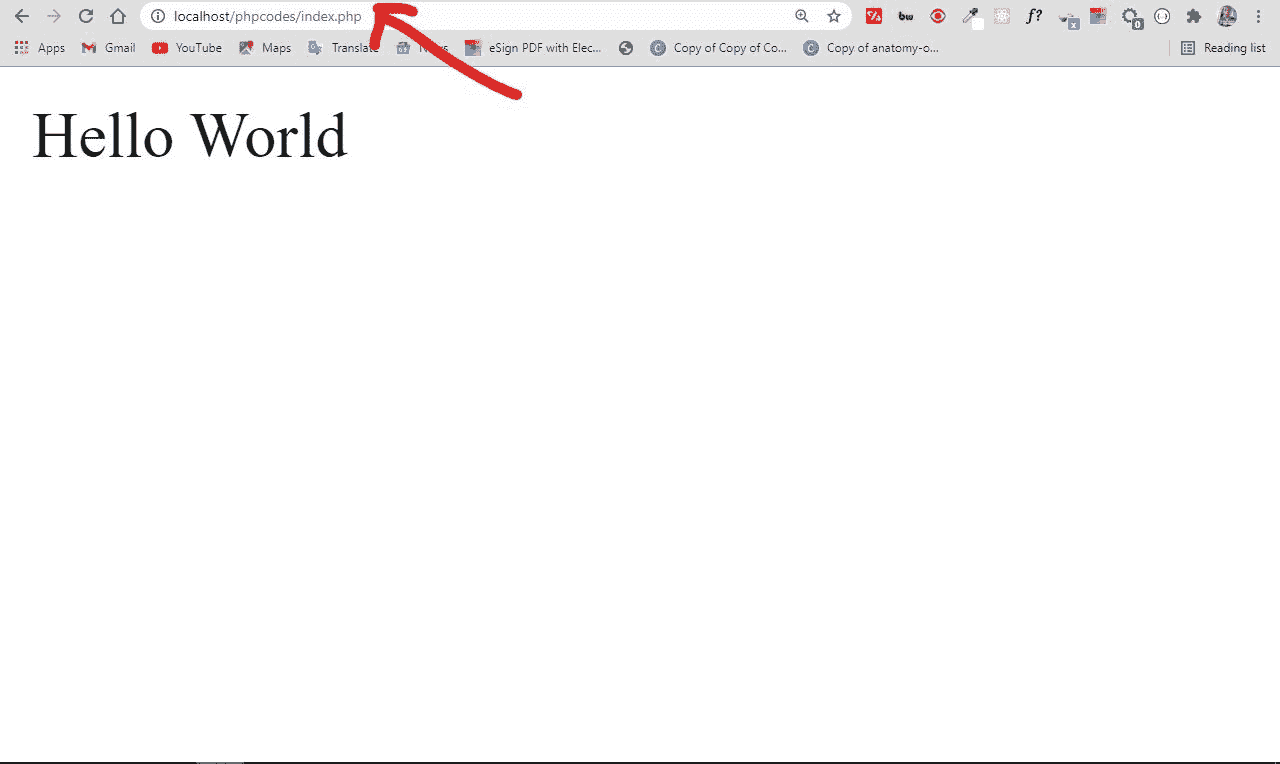 localhost/phpcodes/index.php
bw f? x 0
Apps Gmail YouTube Maps Translate eSign PDF with Elec... Copy of Copy of Co... Copy of anatomy-o... Reading list
Hello World